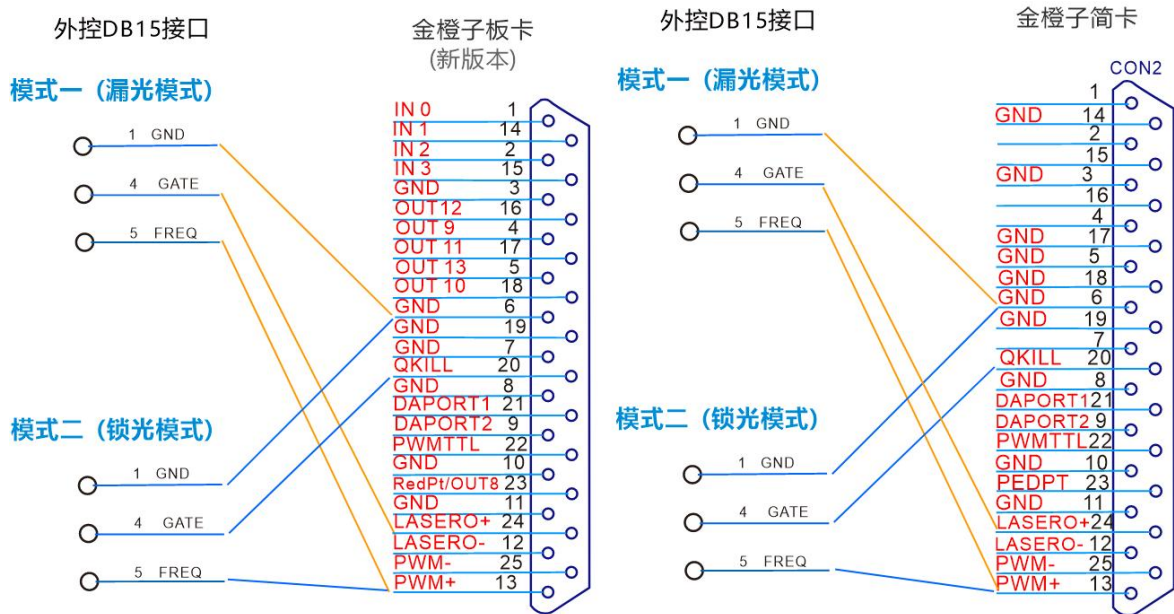 外控DB15接口
金橙子板卡
(新版本)
模式一 (漏光模式)
1 GND
4 GATE
5 FREQ
模式二 (锁光模式)
1 GND
4 GATE
5 FREQ
IN 0 1
IN 1 14
IN 2 2
IN 3 15
GND 3
OUT12 16
OUT 9 4
OUT 11 17
OUT 13 5
OUT 10 18
GND 6
GND 19
GND 7
QKILL 20
GND 8
DAPORT1 21
DAPORT2 9
PWMTTL 22
GND 10
RedPt/OUT8 23
GND 11
LASERO+ 24
LASERO- 12
PWM- 25
PWM+ 13
外控DB15接口
金橙子简卡
CON2
模式一 (漏光模式)
1 GND
4 GATE
5 FREQ
模式二 (锁光模式)
1 GND
4 GATE
5 FREQ
1
GND 14
2
15
GND 3
16
4
GND 17
GND 5
GND 18
GND 6
GND 19
7
QKILL 20
GND 8
DAPORT1 21
DAPORT2 9
PWMTTL 22
GND 10
PEDPT 23
GND 11
LASERO+ 24
LASERO- 12
PWM- 25
PWM+ 13